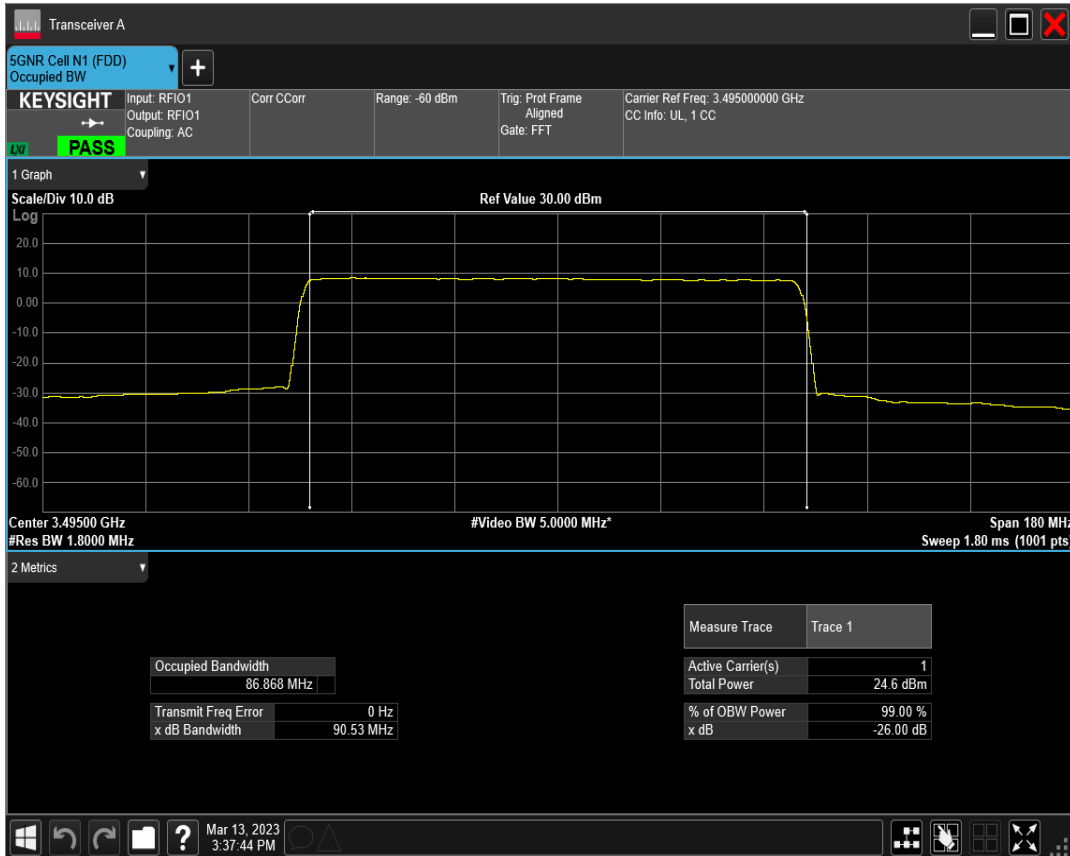 Transceiver A
5GNR Cell N1 (FDD)
Occupied BW
+
KEYSIGHT
LXI
PASS
Input: RFIO1
Output: RFIO1
Coupling: AC
Corr CCorr
Range: -60 dBm
Trig: Prot Frame
Aligned
Gate: FFT
Carrier Ref Freq: 3.495000000 GHz
CC Info: UL, 1 CC
1 Graph
Scale/Div 10.0 dB
Ref Value 30.00 dBm
Log
20.0
10.0
0.00
-10.0
-20.0
-30.0
-40.0
-50.0
-60.0
Center 3.49500 GHz
#Video BW 5.0000 MHz*
Span 180 MHz
#Res BW 1.8000 MHz
Sweep 1.80 ms (1001 pts)
2 Metrics
Measure Trace Trace 1
Occupied Bandwidth
86.868 MHz
Active Carrier(s) 1
Total Power 24.6 dBm
Transmit Freq Error 0 Hz
x dB Bandwidth 90.53 MHz
% of OBW Power 99.00 %
x dB -26.00 dB
?
Mar 13, 2023
3:37:44 PM